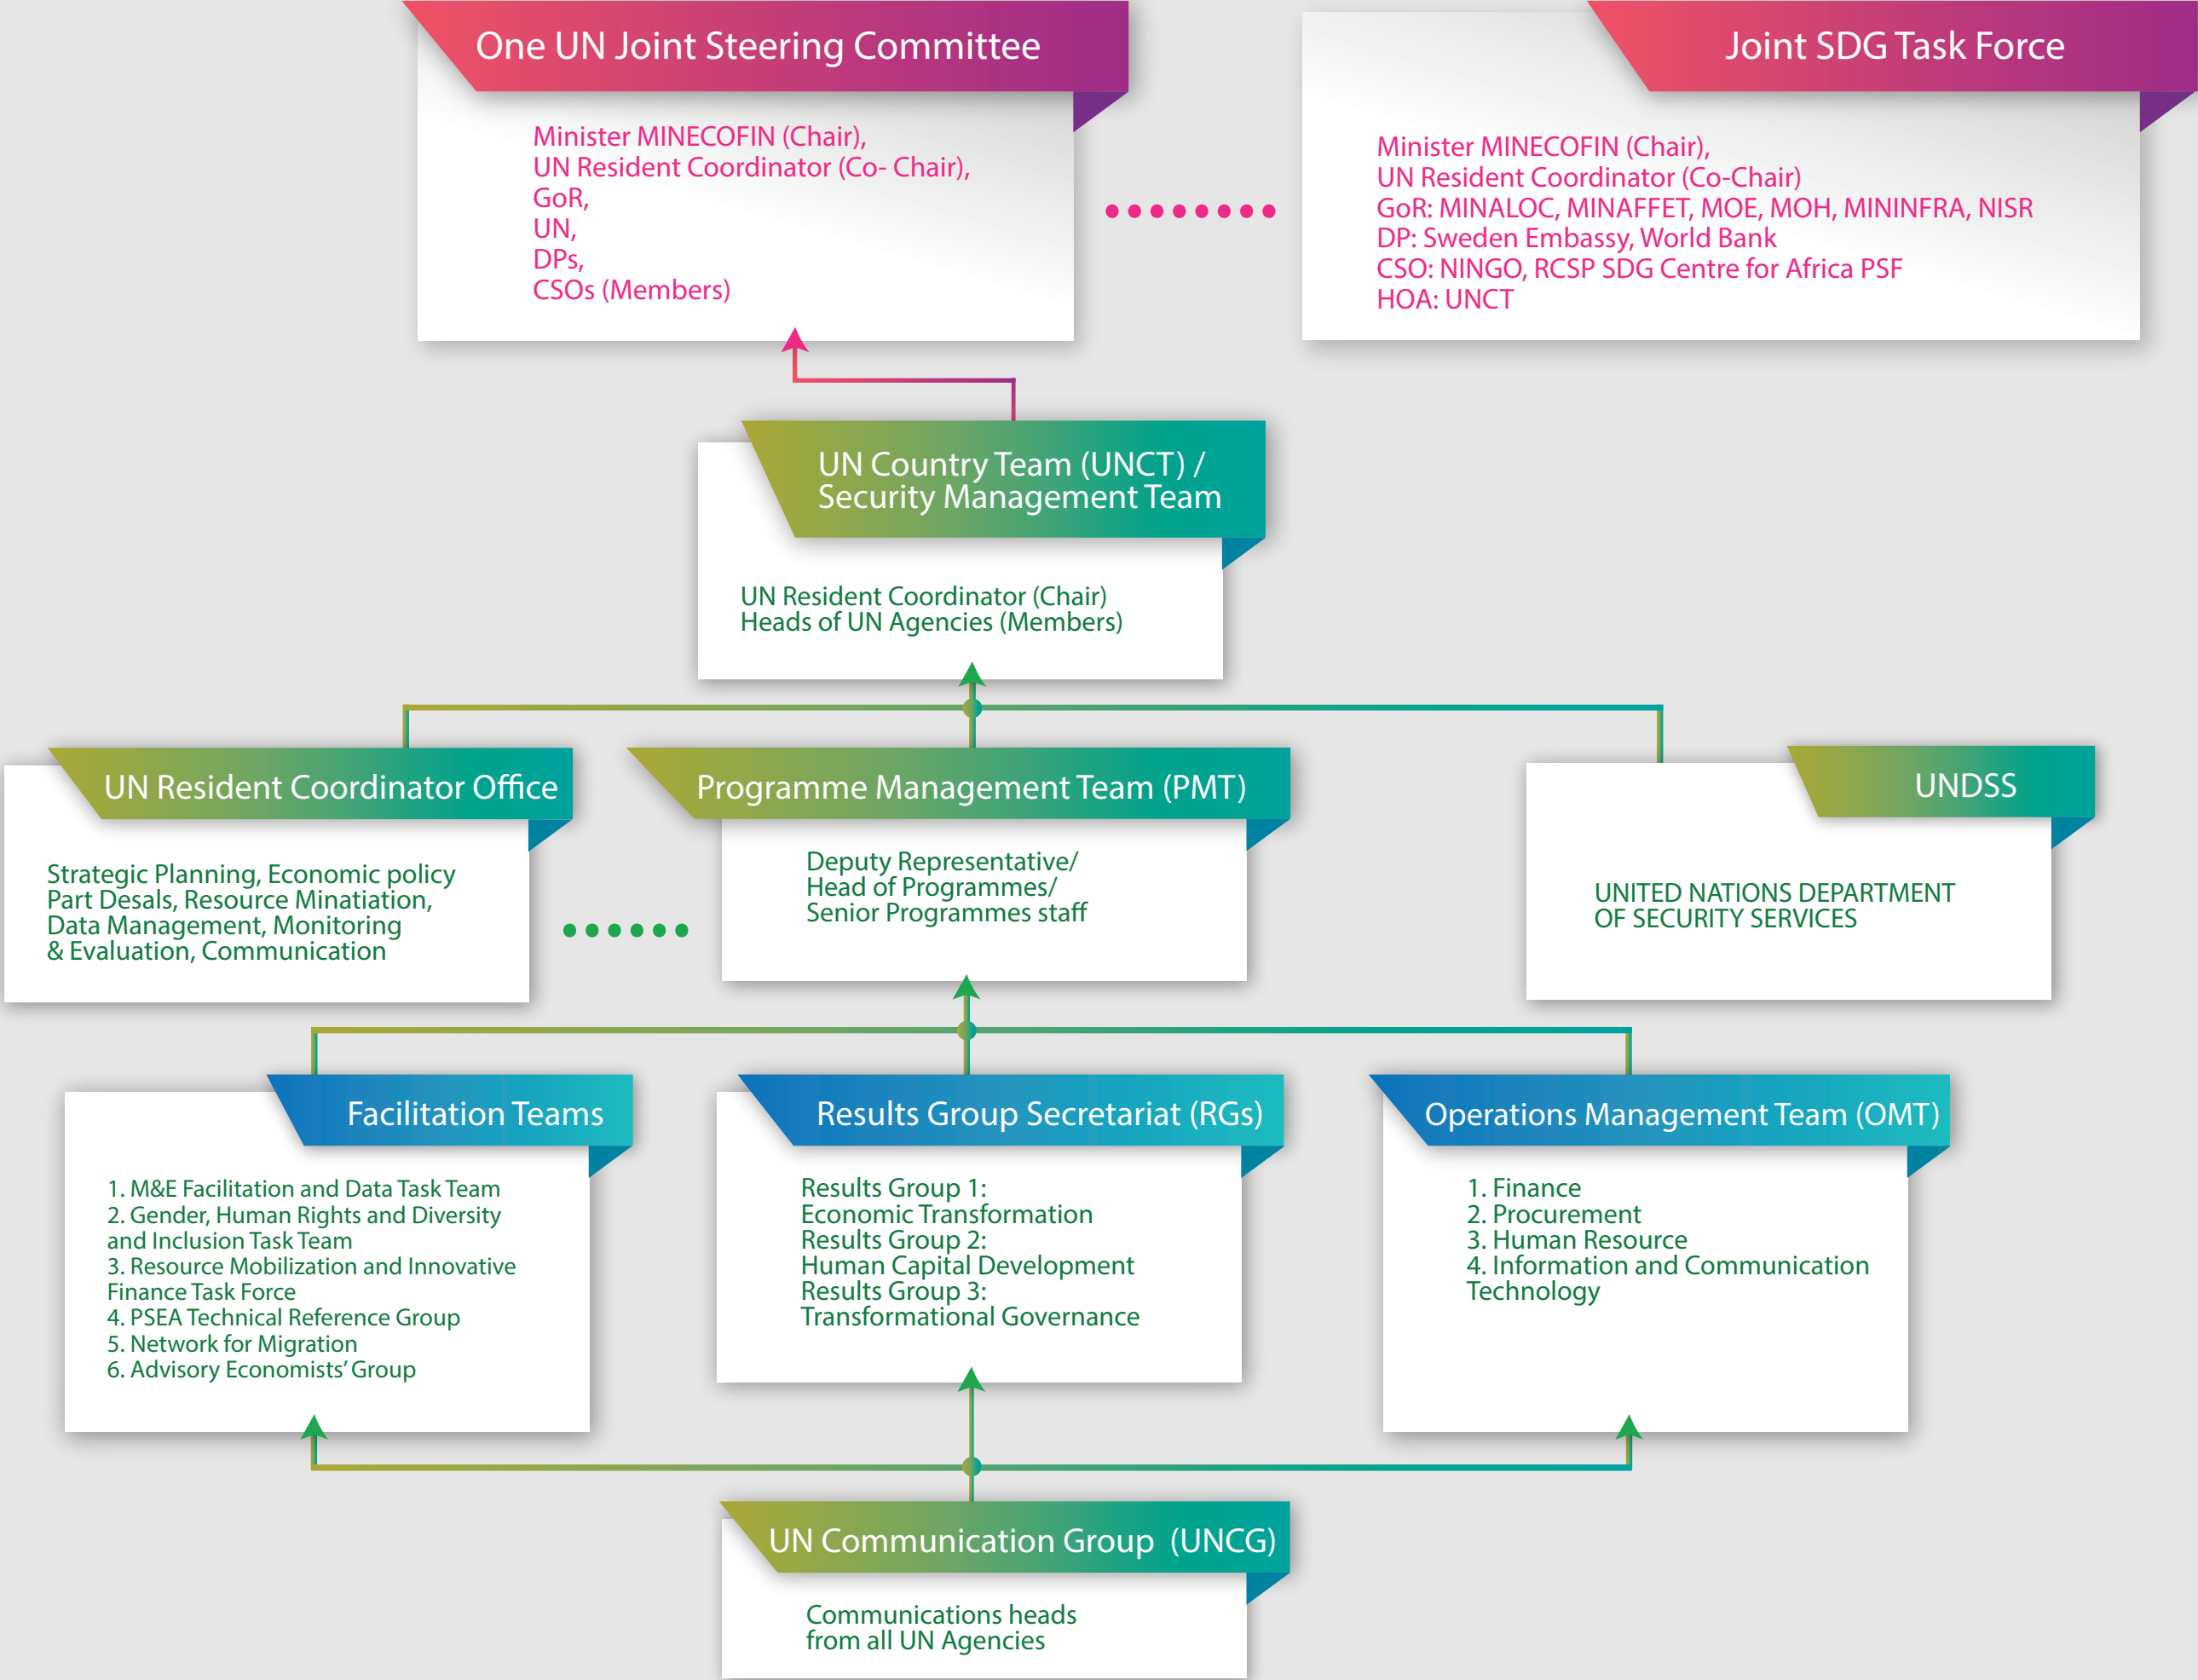 One UN Joint Steering Committee
Minister MINECOFIN (Chair),
UN Resident Coordinator (Co- Chair),
GoR,
UN,
DPs,
CSOs (Members)
Joint SDG Task Force
Minister MINECOFIN (Chair),
UN Resident Coordinator (Co-Chair)
GoR: MINALOC, MINAFFET, MOE, MOH, MININFRA, NISR
DP: Sweden Embassy, World Bank
CSO: NINGO, RCSP SDG Centre for Africa PSF
HOA: UNCT
UN Country Team (UNCT) /
Security Management Team
UN Resident Coordinator (Chair)
Heads of UN Agencies (Members)
UN Resident Coordinator Office
Strategic Planning, Economic policy
Part Desals, Resource Minatiation,
Data Management, Monitoring
& Evaluation, Communication
Programme Management Team (PMT)
Deputy Representative/
Head of Programmes/
Senior Programmes staff
UNDSS
UNITED NATIONS DEPARTMENT
OF SECURITY SERVICES
Facilitation Teams
1. M&E Facilitation and Data Task Team
2. Gender, Human Rights and Diversity
and Inclusion Task Team
3. Resource Mobilization and Innovative
Finance Task Force
4. PSEA Technical Reference Group
5. Network for Migration
6. Advisory Economists’ Group
Results Group Secretariat (RGs)
Results Group 1:
Economic Transformation
Results Group 2:
Human Capital Development
Results Group 3:
Transformational Governance
Operations Management Team (OMT)
1. Finance
2. Procurement
3. Human Resource
4. Information and Communication
Technology
UN Communication Group (UNCG)
Communications heads
from all UN Agencies